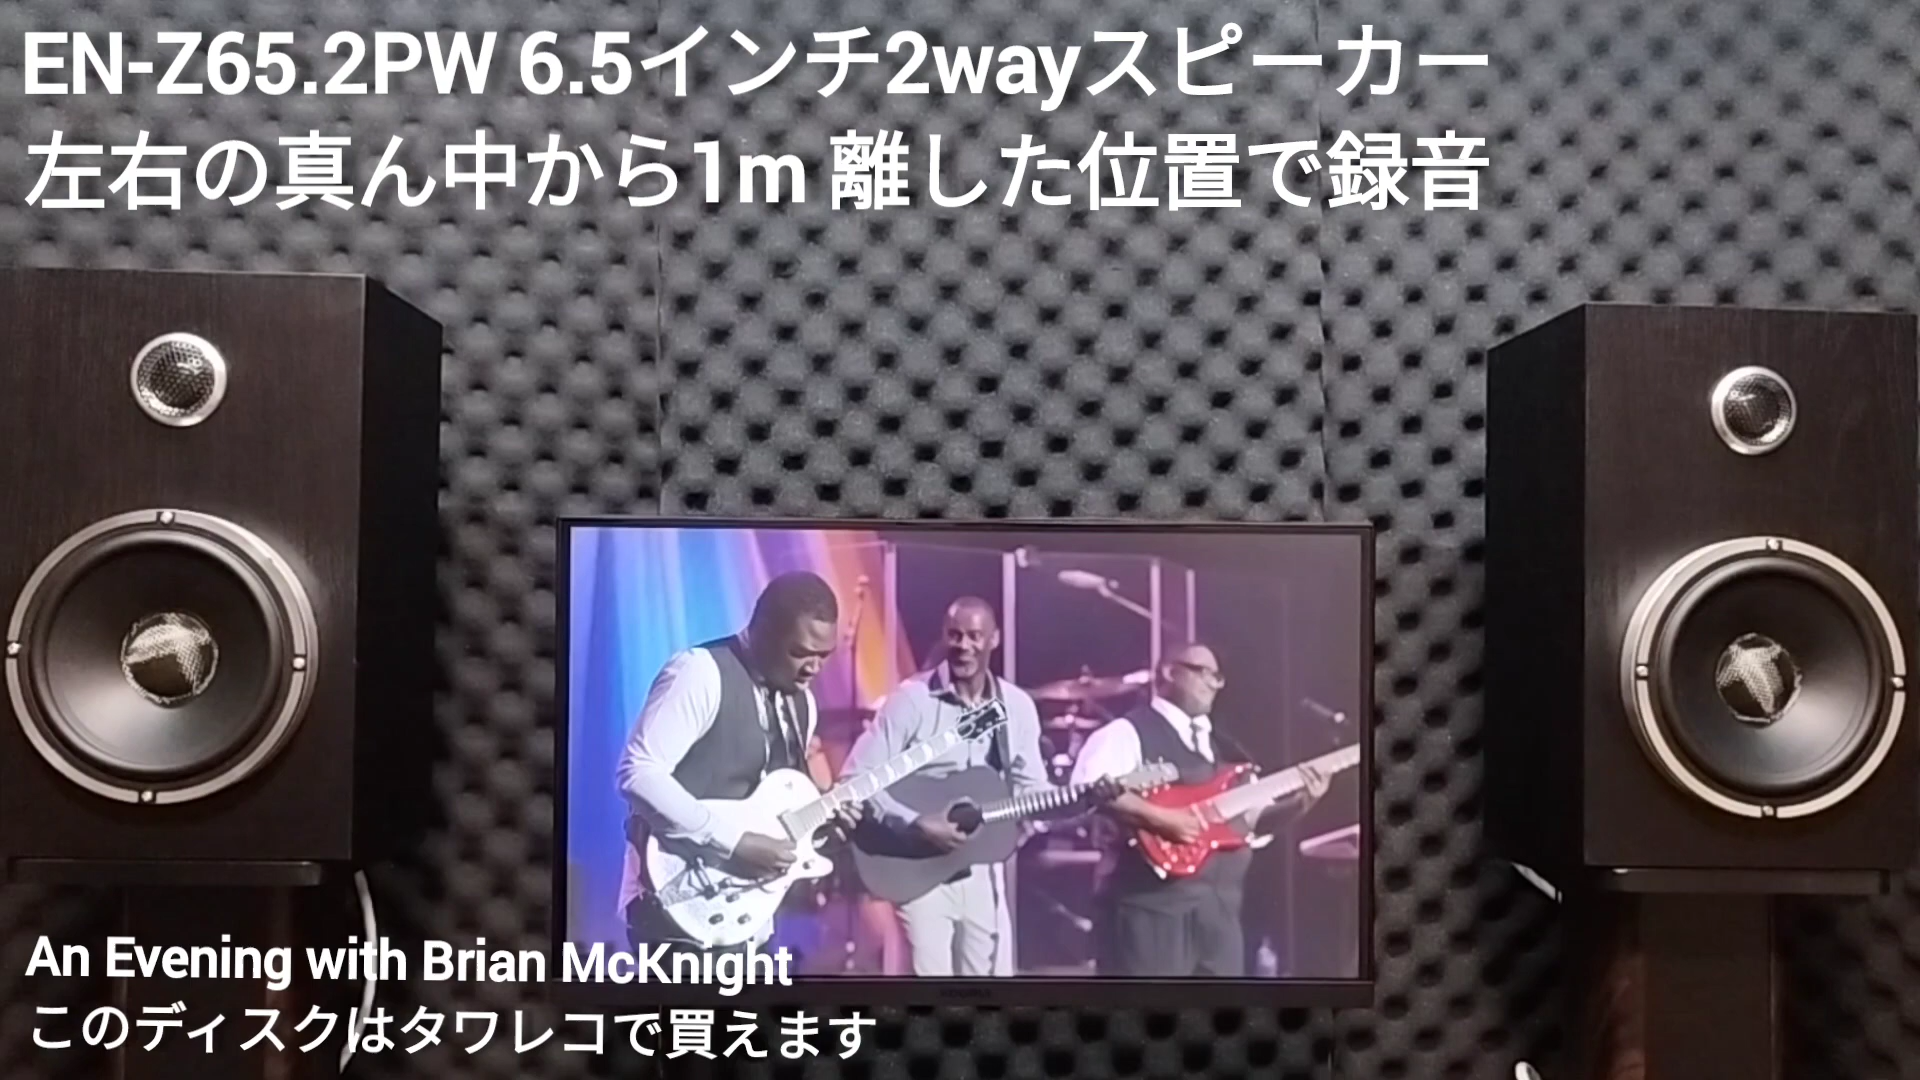 EN-Z65.2PW 6.5インチ2wayスピーカー
左右の真ん中から1m 離した位置で録音
An Evening with Brian McKnight
このディスクはタワレコで買えます